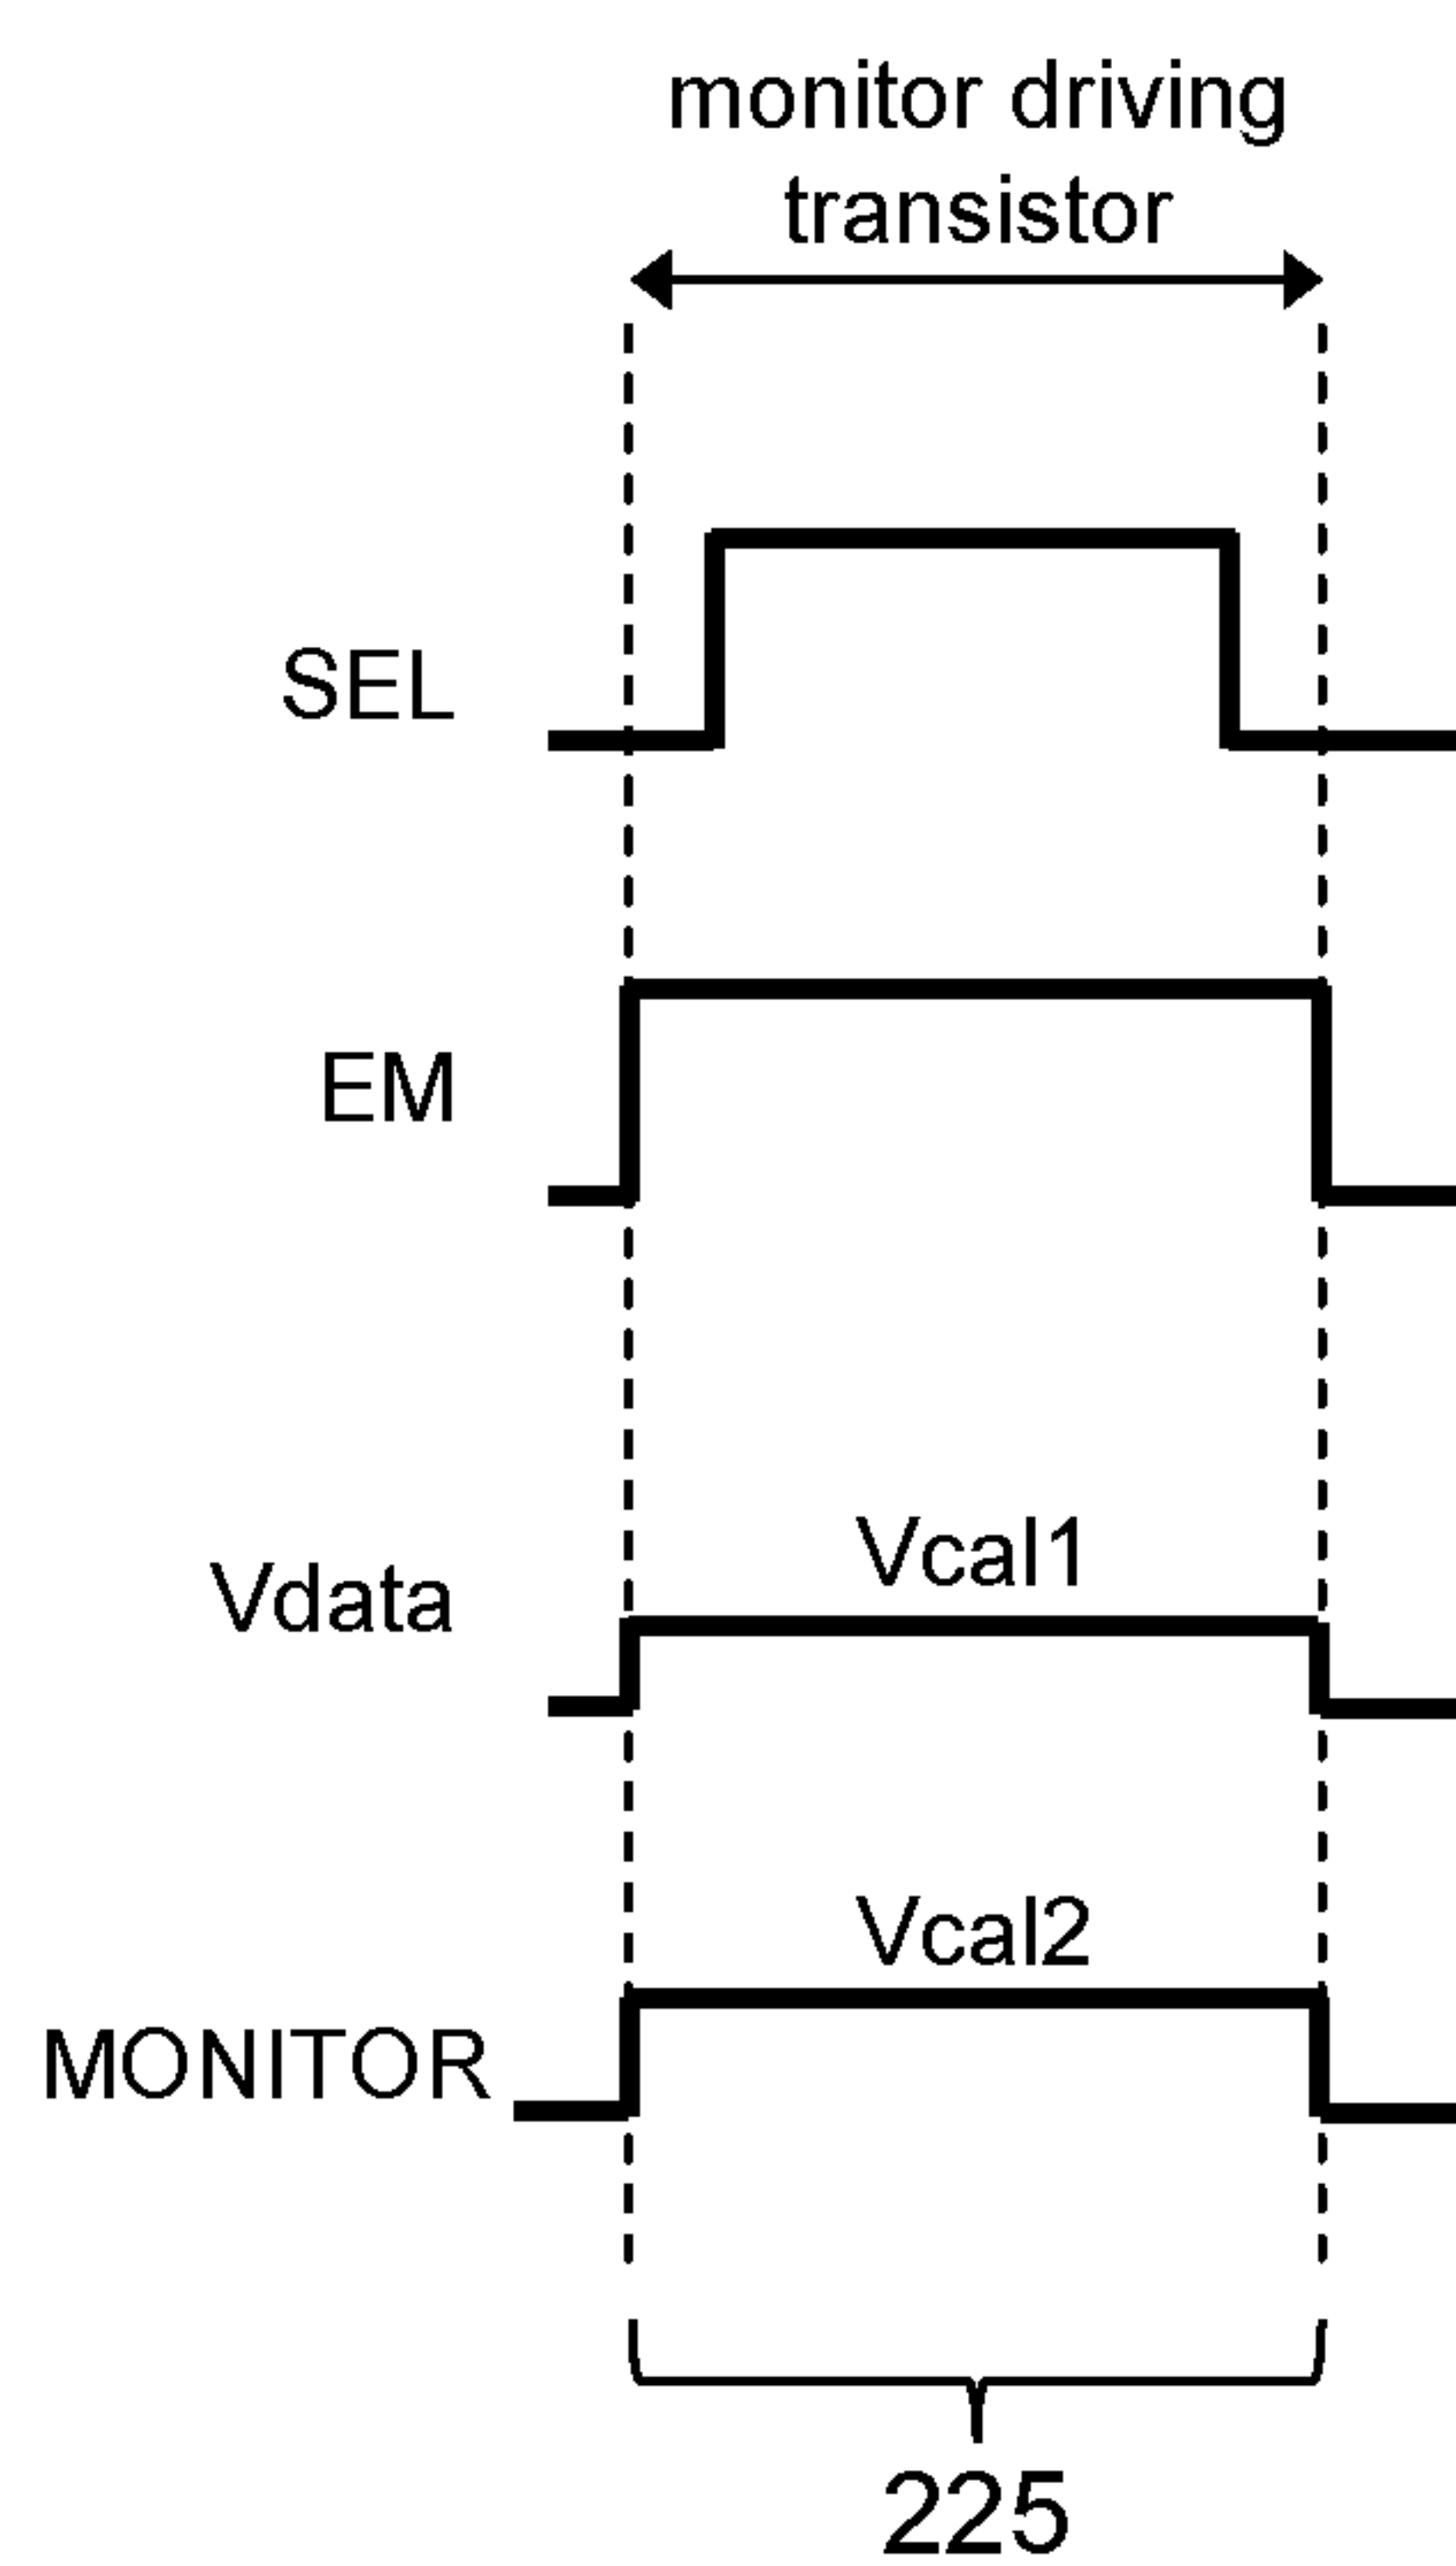 monitor driving
transistor
SEL
EM
Vcal1
Vdata
Vcal2
MONITOR
225